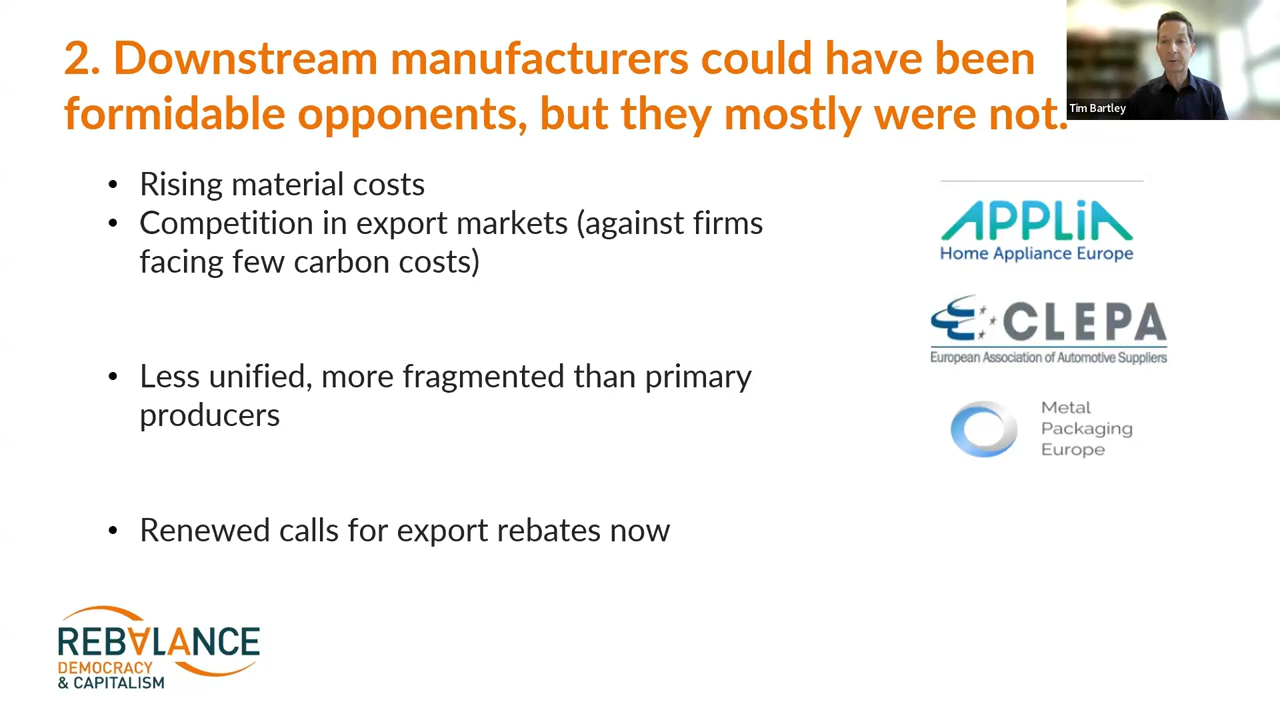 2. Downstream manufacturers could have been
formidable opponents, but they mostly were not.
Tim Bartley
• Rising material costs
• Competition in export markets (against firms
facing few carbon costs)
• Less unified, more fragmented than primary
producers
• Renewed calls for export rebates now
APPLiA
Home Appliance Europe
CLEPA
European Association of Automotive Suppliers
Metal
Packaging
Europe
REBALANCE
DEMOCRACY
& CAPITALISM